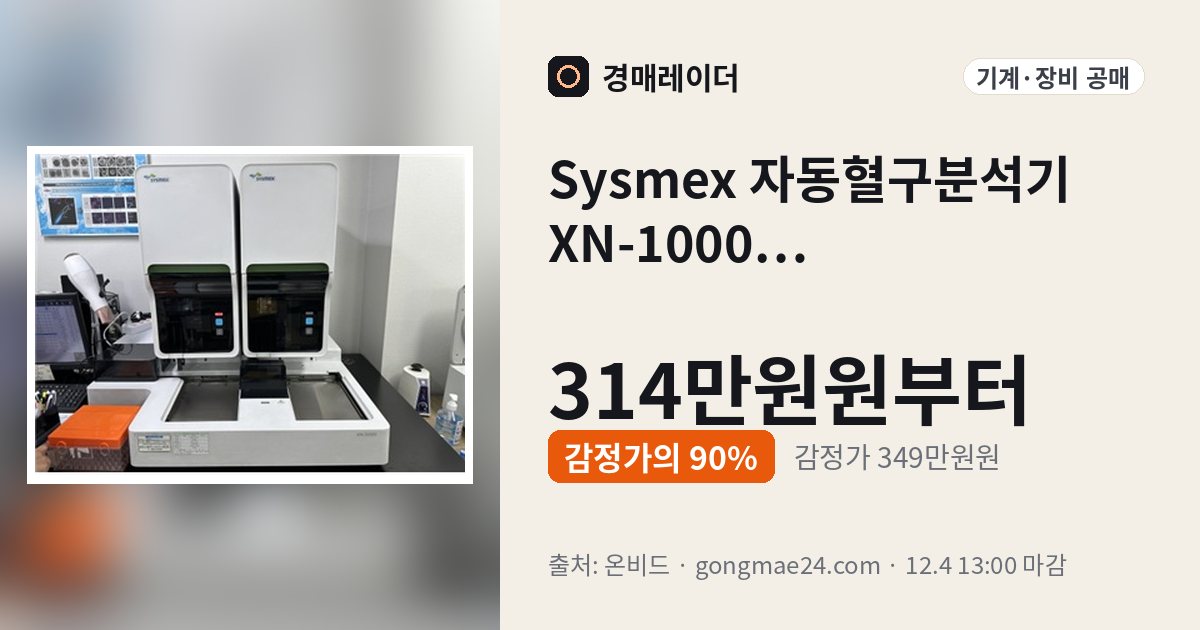 경매레이더
기계·장비 공매
Sysmex 자동혈구분석기
XN-1000...
314만원원부터
감정가의 90%
감정가 349만원원
출처: 온비드 · gongmae24.com · 12.4 13:00 마감
sysmex
sysmex